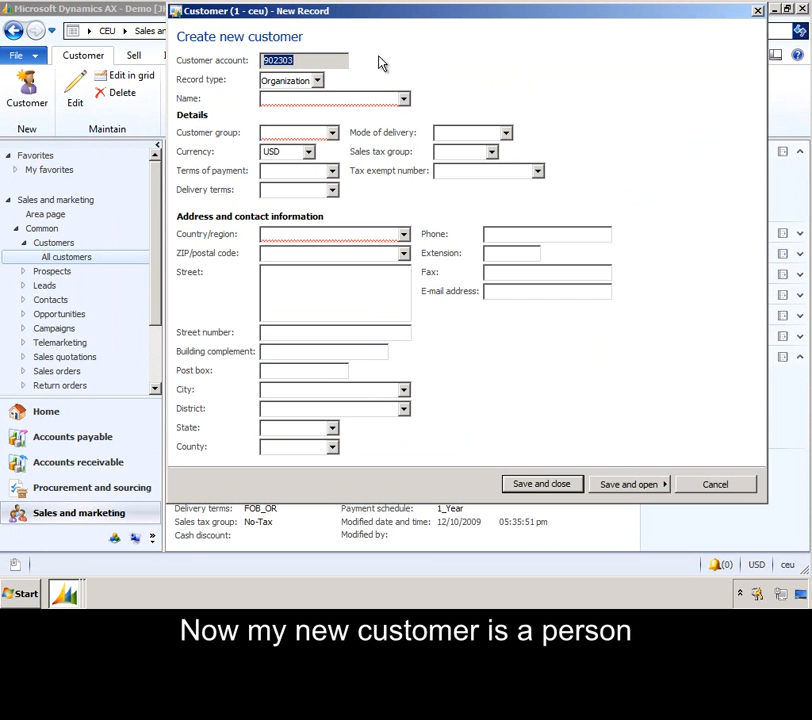 Microsoft Dynamics AX - Demo [J
Customer (1 - ceu) - New Record
CEU
Sales an
File
Customer
Sell
Customer
New
Edit
Edit in grid
Delete
Maintain
Favorites
My favorites
Sales and marketing
Area page
Common
Customers
All customers
Prospects
Leads
Contacts
Opportunities
Campaigns
Telemarketing
Sales quotations
Sales orders
Return orders
Home
Accounts payable
Accounts receivable
Procurement and sourcing
Sales and marketing
Create new customer
Customer account: 902303
Record type: Organization
Name:
Details
Customer group:
Mode of delivery:
Currency: USD
Sales tax group:
Terms of payment:
Tax exempt number:
Delivery terms:
Address and contact information
Country/region:
Phone:
ZIP/postal code:
Extension:
Street:
Fax:
E-mail address:
Street number:
Building complement:
Post box:
City:
District:
State:
County:
Save and close
Save and open
Cancel
Delivery terms: FOB_OR
Payment schedule: 1_Year
Sales tax group: No-Tax
Modified date and time: 12/10/2009 05:35:51 pm
Cash discount:
Modified by:
(0)
USD
ceu
Start
Now my new customer is a person